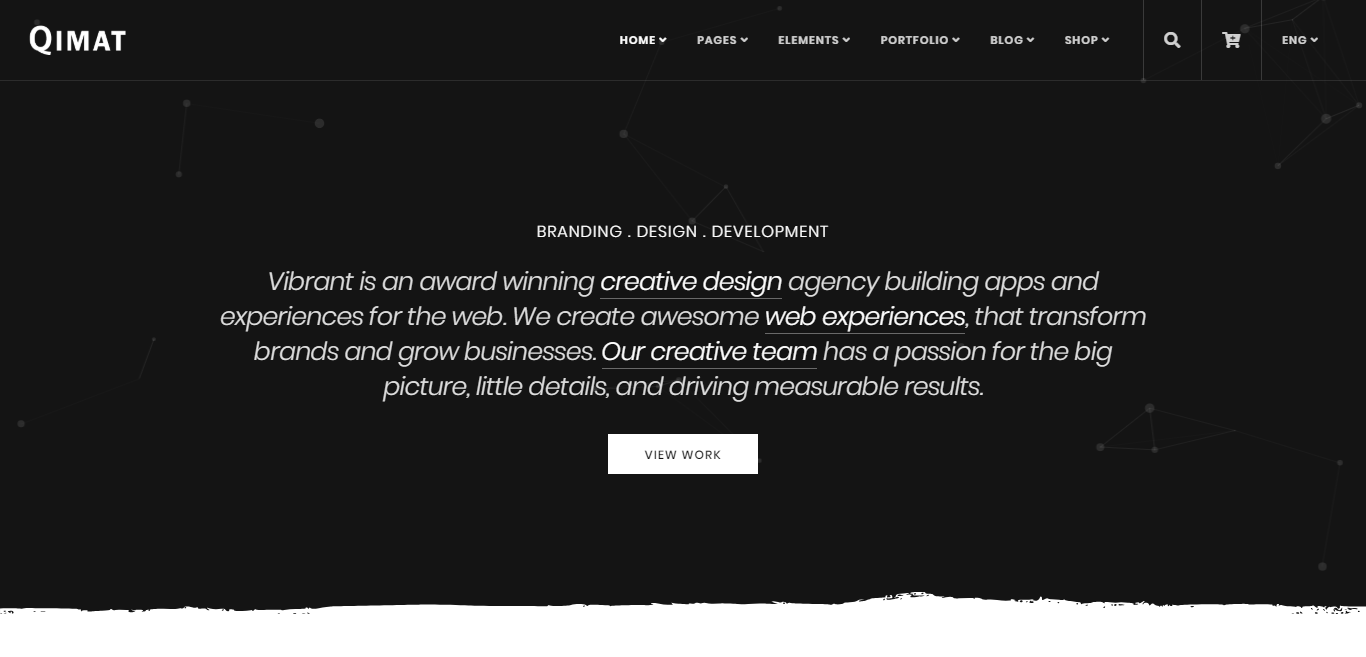 QIMAT
HOME PAGES ELEMENTS PORTFOLIO BLOG SHOP ENG
BRANDING . DESIGN . DEVELOPMENT
Vibrant is an award winning creative design agency building apps and
experiences for the web. We create awesome web experiences, that transform
brands and grow businesses. Our creative team has a passion for the big
picture, little details, and driving measurable results.
VIEW WORK